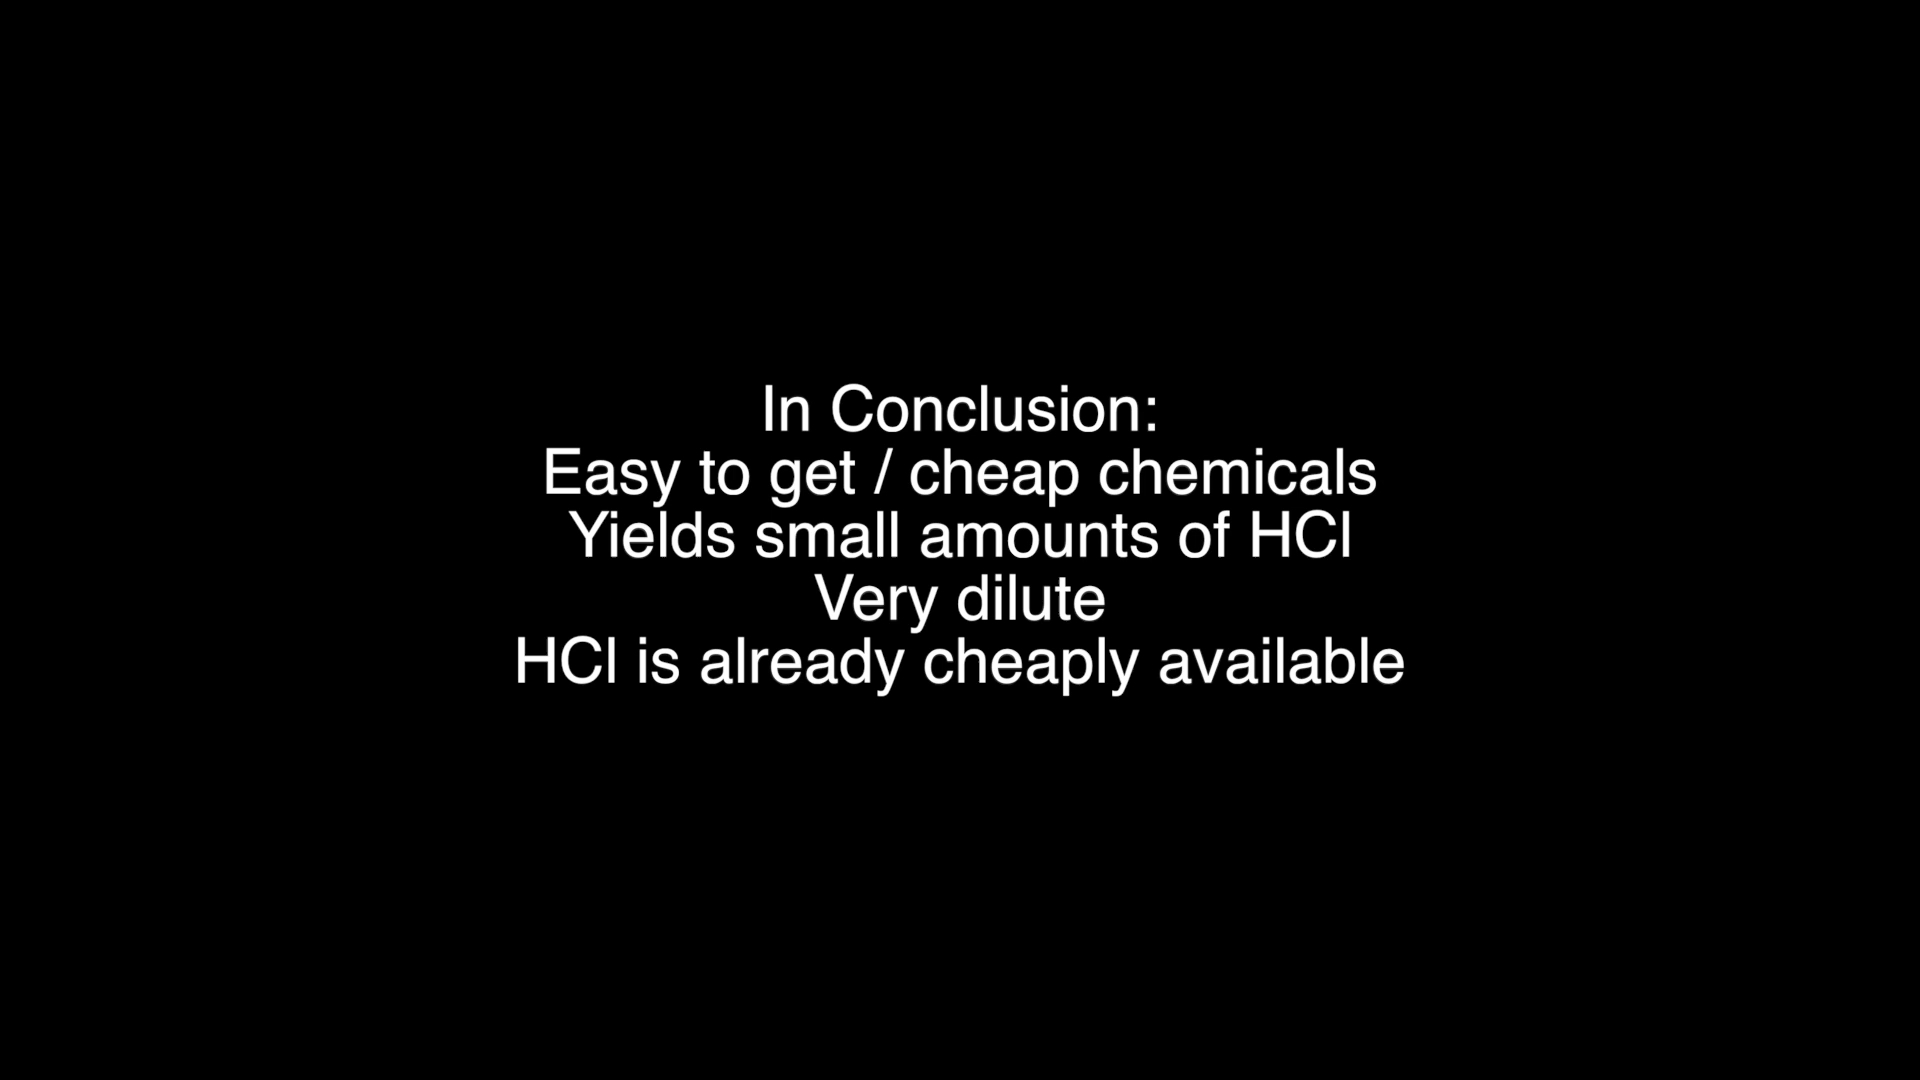 In Conclusion:
Easy to get / cheap chemicals
Yields small amounts of HCl
Very dilute
HCl is already cheaply available